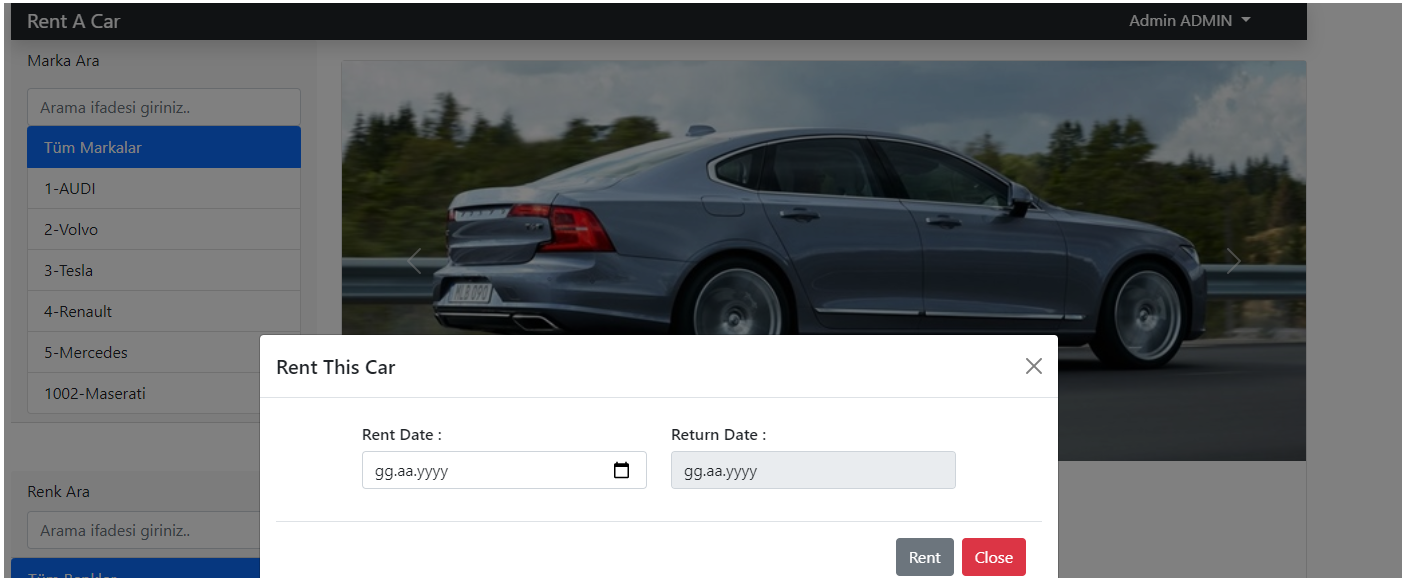 Rent A Car
Admin ADMIN
Marka Ara
Arama ifadesi giriniz..
Tüm Markalar
1-AUDI
2-Volvo
3-Tesla
4-Renault
5-Mercedes
1002-Maserati
Renk Ara
Arama ifadesi giriniz..
Tüm Renkler
Rent This Car
Rent Date :
Return Date :
gg.aa.yyyy
gg.aa.yyyy
Rent
Close